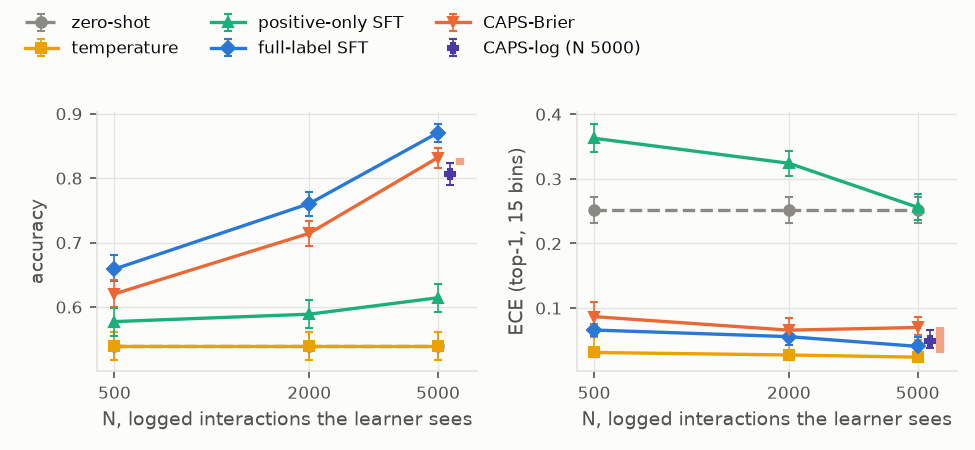 zero-shot
temperature
positive-only SFT
full-label SFT
CAPS-Brier
CAPS-log (N 5000)
accuracy
0.9
0.8
0.7
0.6
500
2000
5000
N, logged interactions the learner sees
ECE (top-1, 15 bins)
0.4
0.3
0.2
0.1
500
2000
5000
N, logged interactions the learner sees